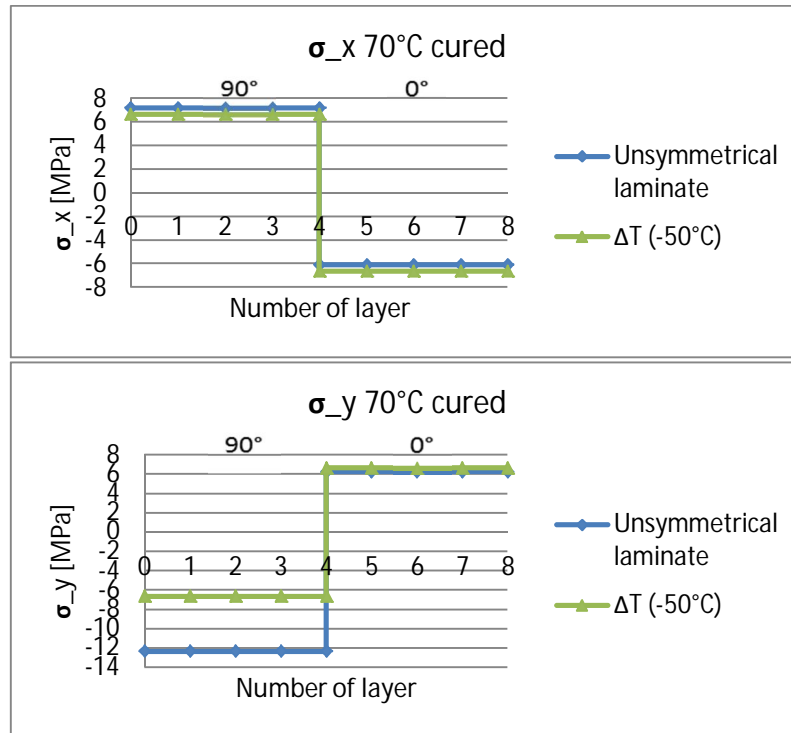 σ_x 70°C cured
90° 0°
8
6
4
2
0
-2
-4
-6
-8
0 1 2 3 4 5 6 7 8
σ_x [MPa]
Number of layer
Unsymmetrical
laminate
ΔT (-50°C)
σ_y 70°C cured
90° 0°
8
6
4
2
0
-2
-4
-6
-8
-10
-12
-14
0 1 2 3 4 5 6 7 8
σ_y [MPa]
Number of layer
Unsymmetrical
laminate
ΔT (-50°C)